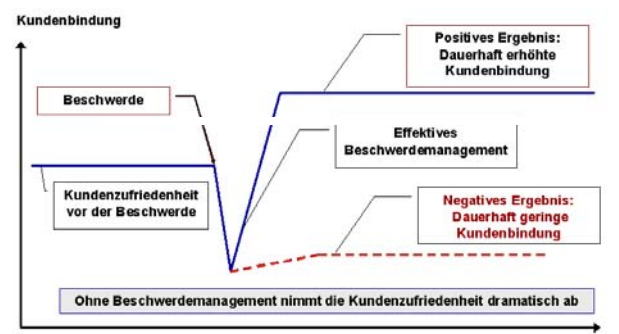 Kundenbindung
Positives Ergebnis:
Dauerhaft erhöhte
Kundenbindung
Beschwerde
Effektives
Beschwerdemanagement
Kundenzufriedenheit
vor der Beschwerde
Negatives Ergebnis:
Dauerhaft geringe
Kundenbindung
Ohne Beschwerdemanagement nimmt die Kundenzufriedenheit dramatisch ab